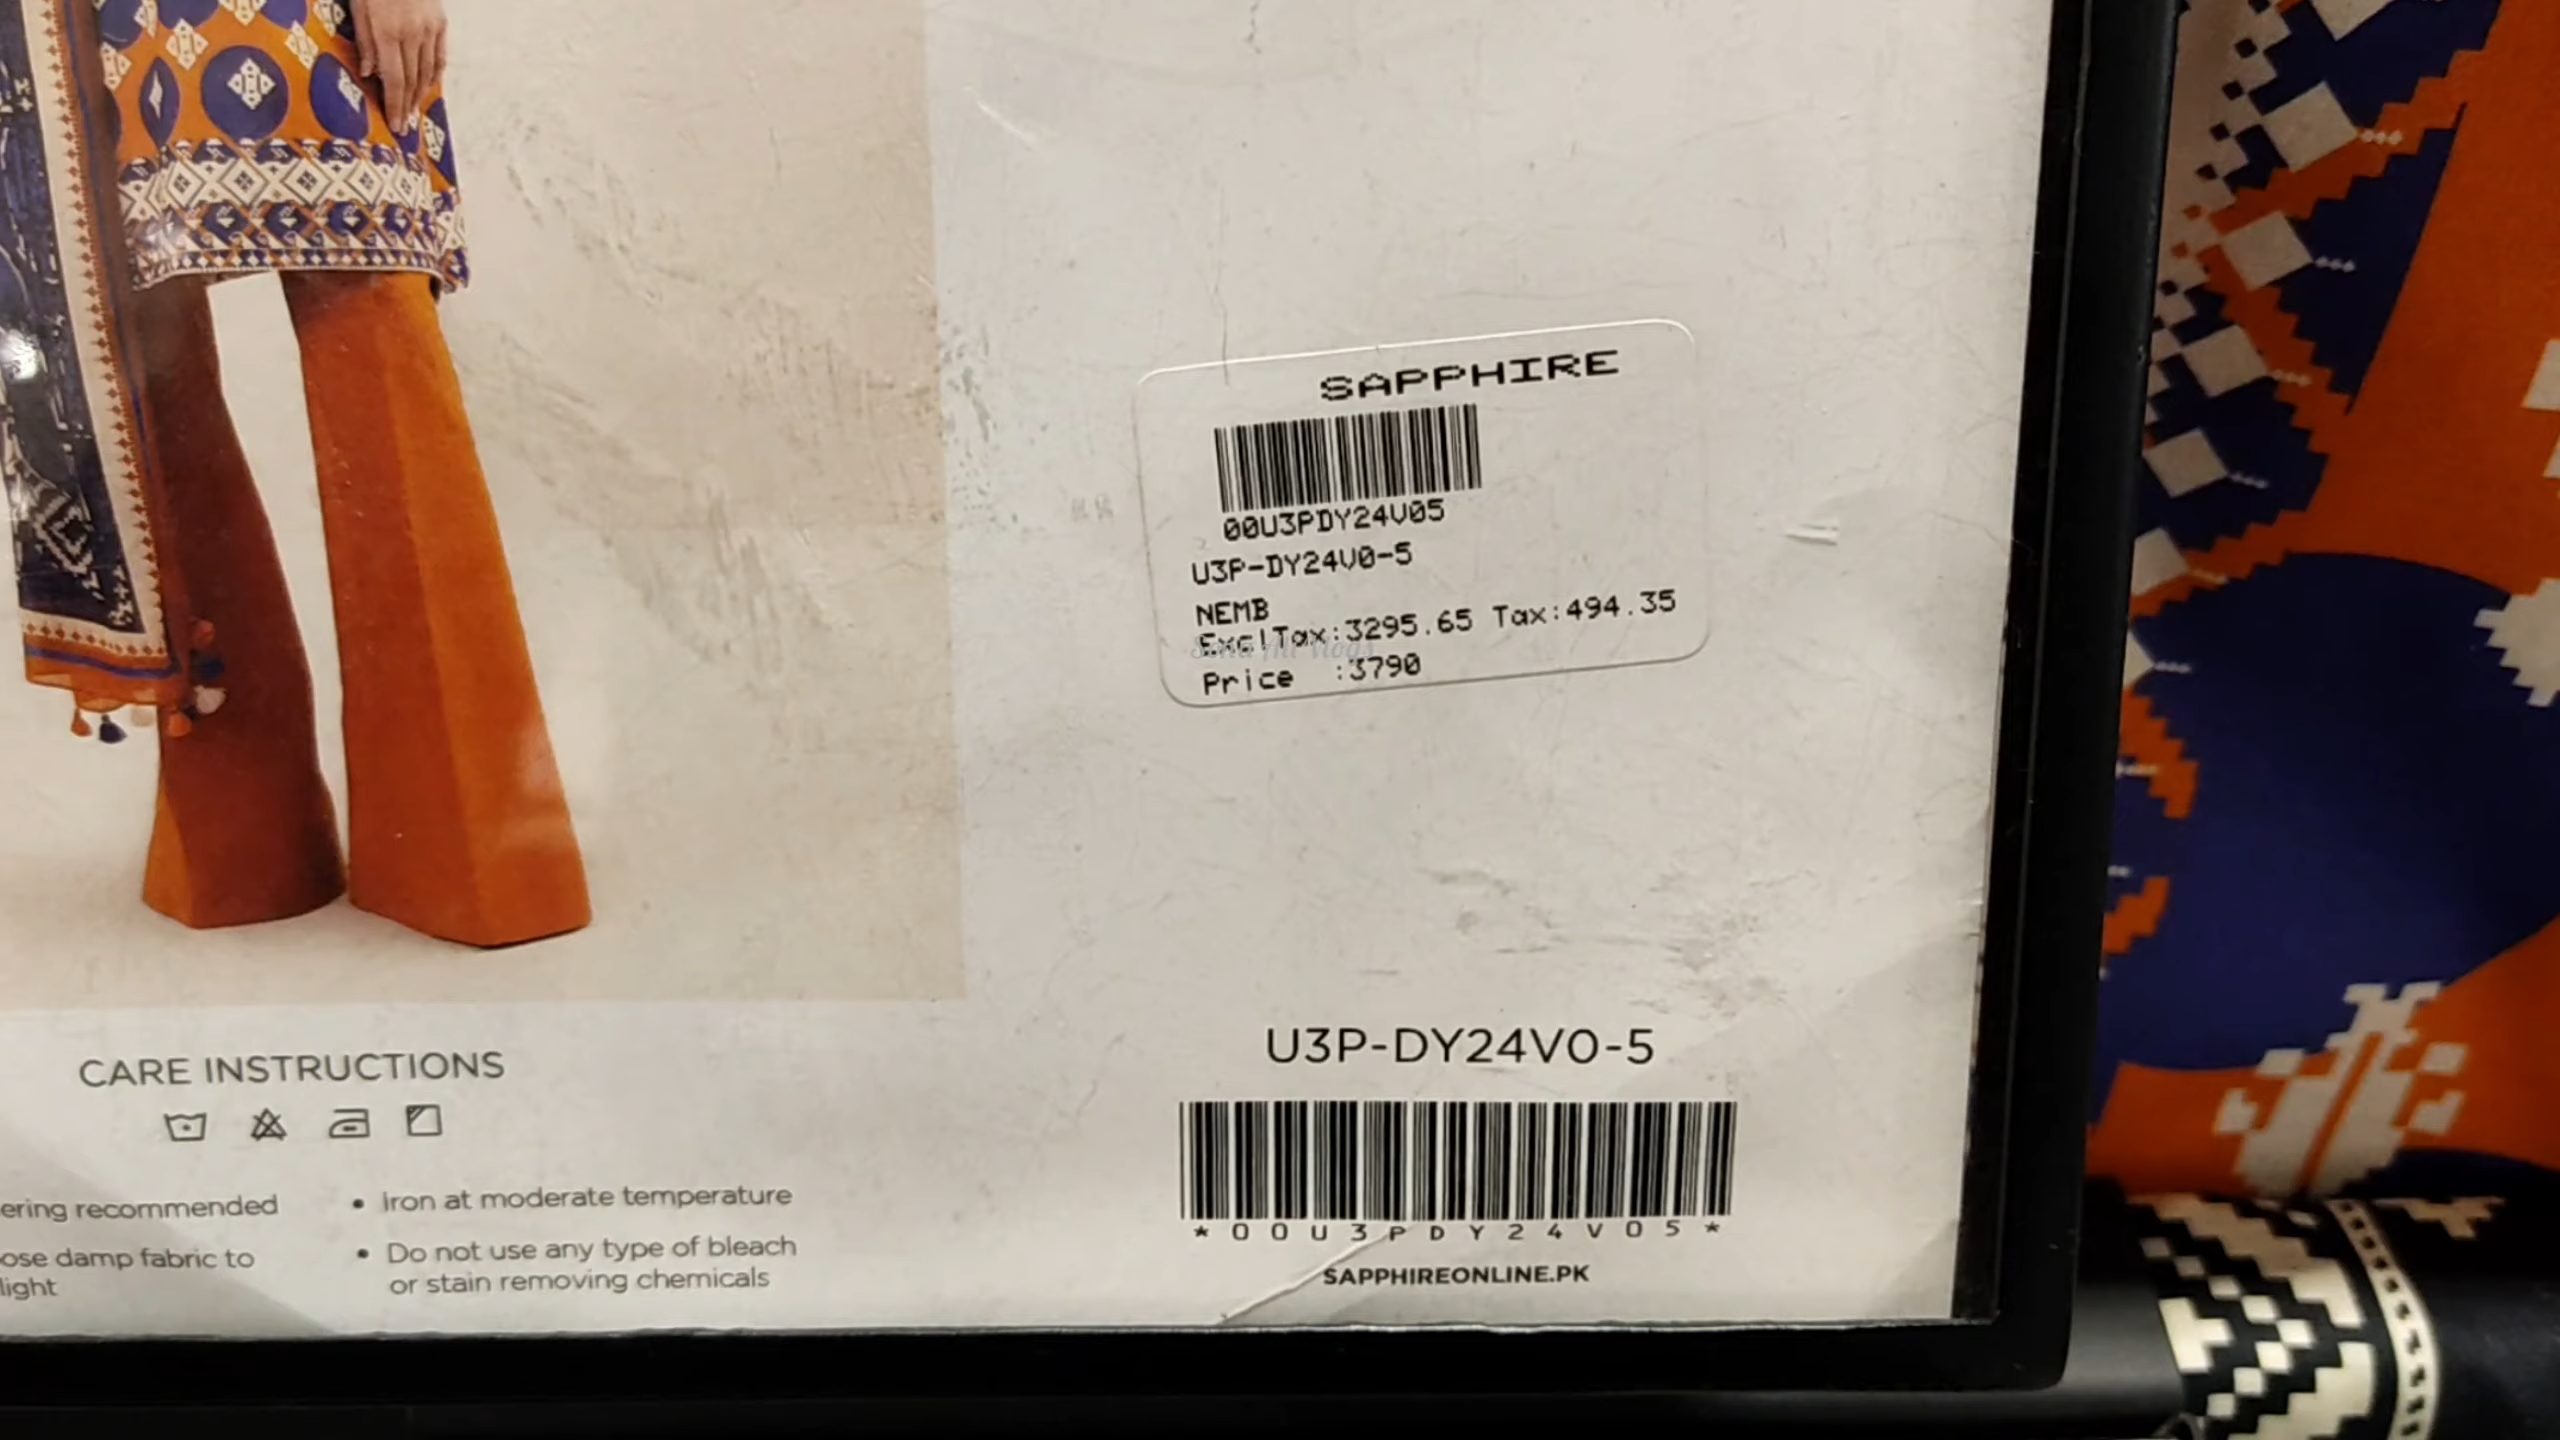 SAPPHIRE
00U3PDY24V05
U3P-DY24V0-5
NEMB
ExclTax:3295.65 Tax:494.35
Price :3790
CARE INSTRUCTIONS
ering recommended
ose damp fabric to
light
• Iron at moderate temperature
• Do not use any type of bleach
or stain removing chemicals
U3P-DY24V0-5
*00U3PDY24V05*
SAPPHIREONLINE.PK